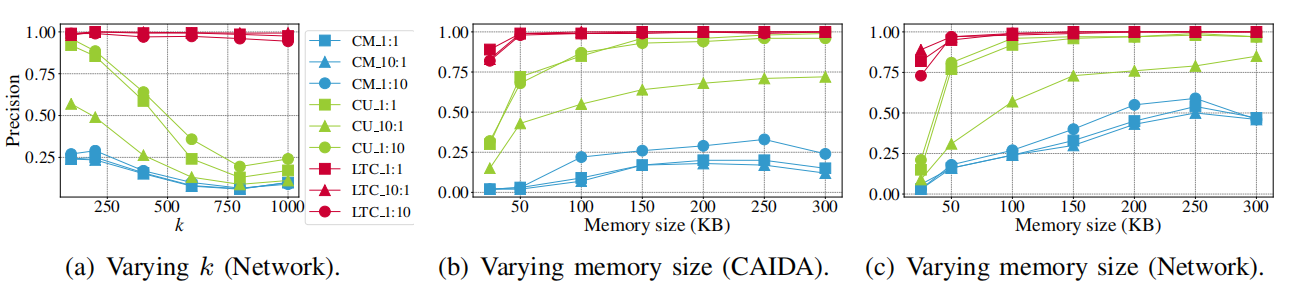 Precision
1.00
0.75
0.50
0.25
250
500
750
1000
k
CM_1:1
CM_10:1
CM_1:10
CU_1:1
CU_10:1
CU_1:10
LTC_1:1
LTC_10:1
LTC_1:10
(a) Varying k (Network).
1.00
0.75
0.50
0.25
0.00
50
100
150
200
250
300
Memory size (KB)
(b) Varying memory size (CAIDA).
1.00
0.75
0.50
0.25
0.00
50
100
150
200
250
300
Memory size (KB)
(c) Varying memory size (Network).